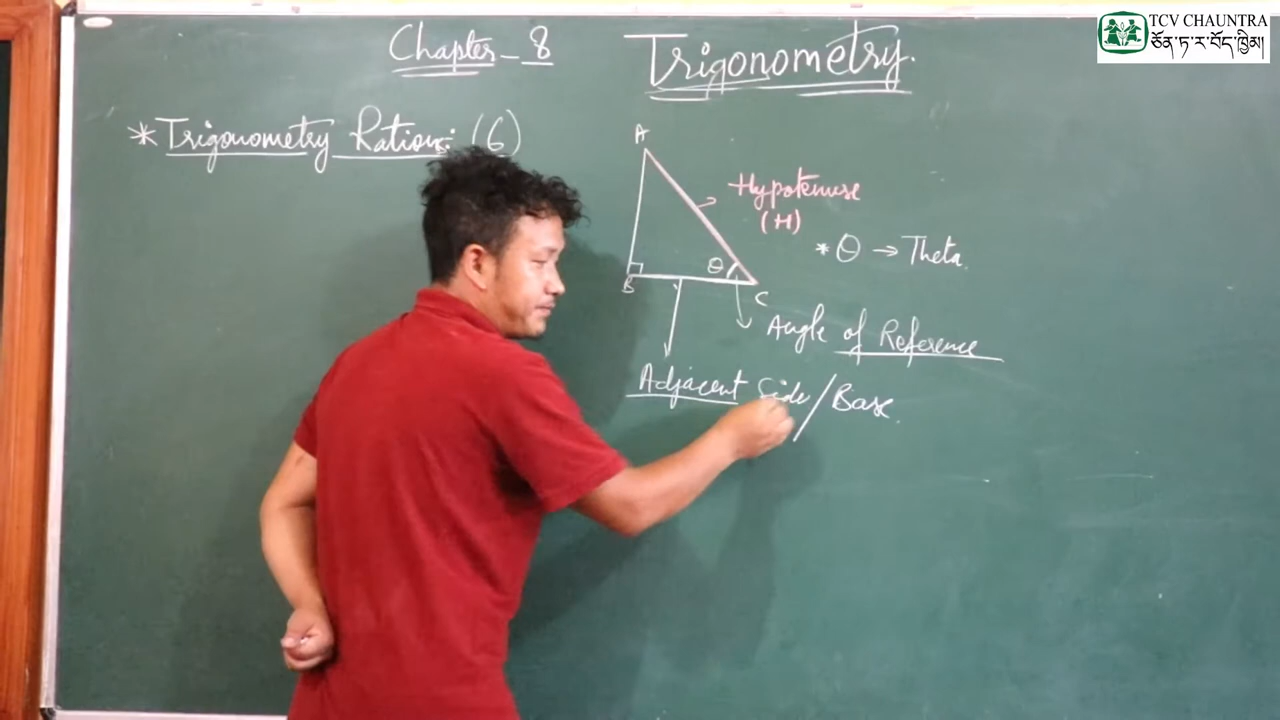 TCV CHAUNTRA
ཙོན་ཏ་ར་བོད་ཁྱིམ།
Chapter - 8
Trigonometry.
* Trigonometry Ratios: (6)
A
Hypotenuse
(H)
* θ → Theta
θ
B
C
Angle of Reference
Adjacent Side / Base.